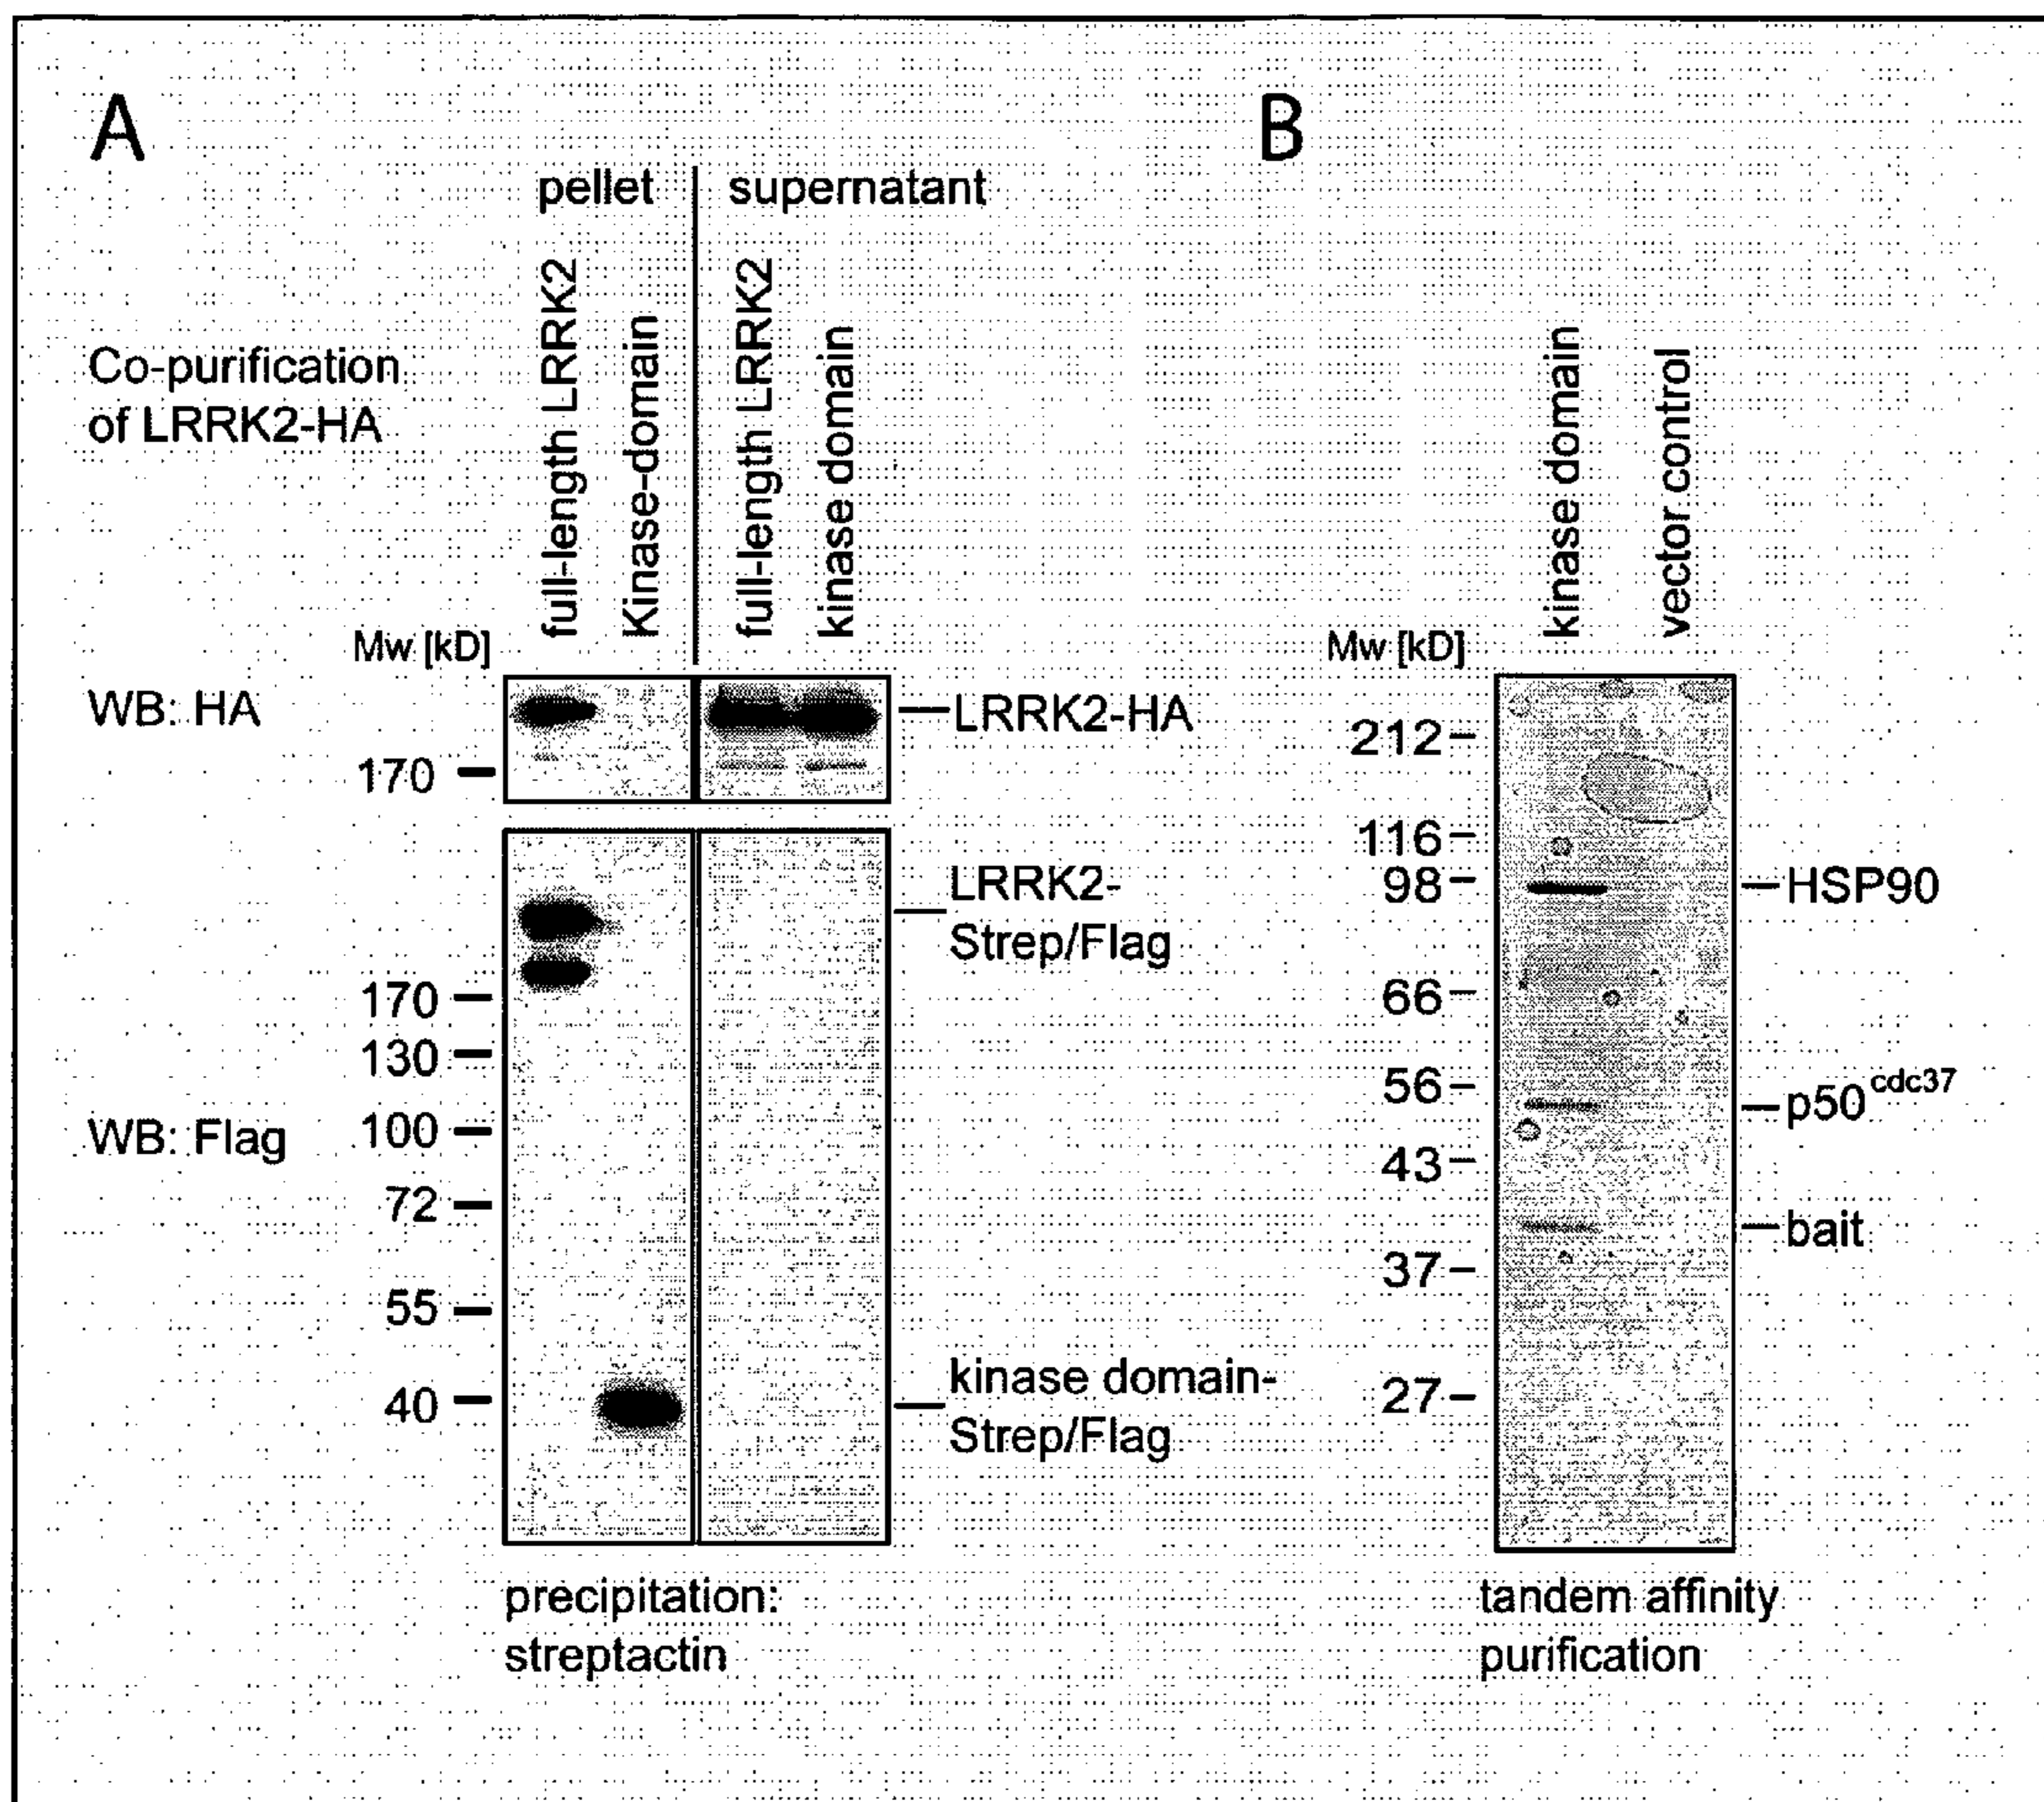 A
pellet
supernatant
Co-purification
of LRRK2-HA
full-length LRRK2
Kinase-domain
full-length LRRK2
kinase domain
Mw [kD]
WB: HA
LRRK2-HA
170
LRRK2-
Strep/Flag
170
130
WB: Flag
100
72
55
40
kinase domain-
Strep/Flag
precipitation:
streptactin
B
kinase domain
vector control
Mw [kD]
212
116
98
HSP90
66
56
p50cdc37
43
bait
37
27
tandem affinity
purification